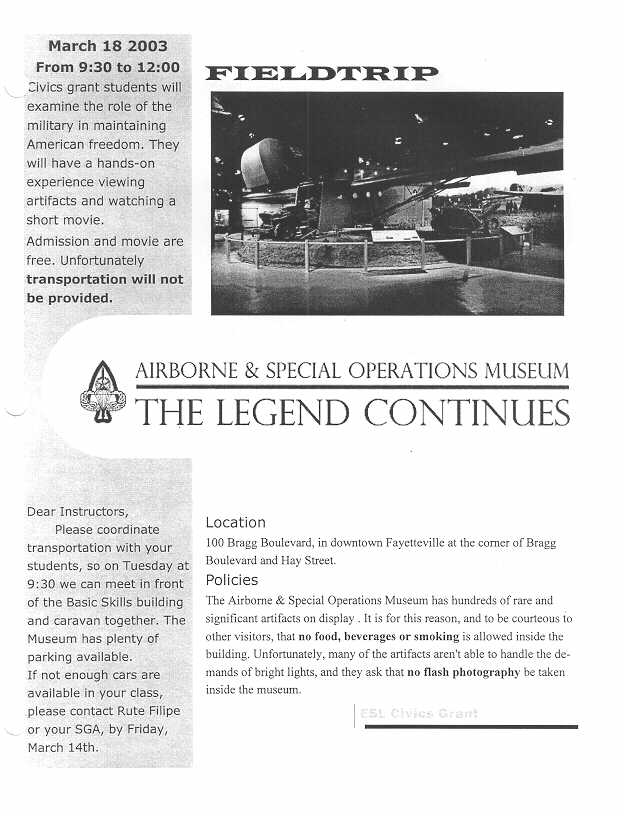 March 18 2003
From 9:30 to 12:00
Civics grant students will
examine the role of the
military in maintaining
American freedom. They
will have a hands-on
experience viewing
artifacts and watching a
short movie.
Admission and movie are
free. Unfortunately
transportation will not
be provided.
FIELDTRIP
AIRBORNE & SPECIAL OPERATIONS MUSEUM
THE LEGEND CONTINUES
Dear Instructors,
Please coordinate
transportation with your
students, so on Tuesday at
9:30 we can meet in front
of the Basic Skills building
and caravan together. The
Museum has plenty of
parking available.
If not enough cars are
available in your class,
please contact Rute Filipe
or your SGA, by Friday,
March 14th.
Location
100 Bragg Boulevard, in downtown Fayetteville at the corner of Bragg
Boulevard and Hay Street.
Policies
The Airborne & Special Operations Museum has hundreds of rare and
significant artifacts on display . It is for this reason, and to be courteous to
other visitors, that no food, beverages or smoking is allowed inside the
building. Unfortunately, many of the artifacts aren't able to handle the de-
mands of bright lights, and they ask that no flash photography be taken
inside the museum.
ESL Civics Grant